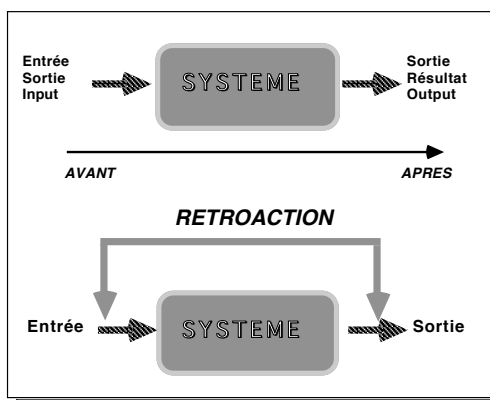 Entrée
Sortie
Input
SYSTEME
Sortie
Résultat
Output
AVANT
APRES
RETROACTION
Entrée
SYSTEME
Sortie